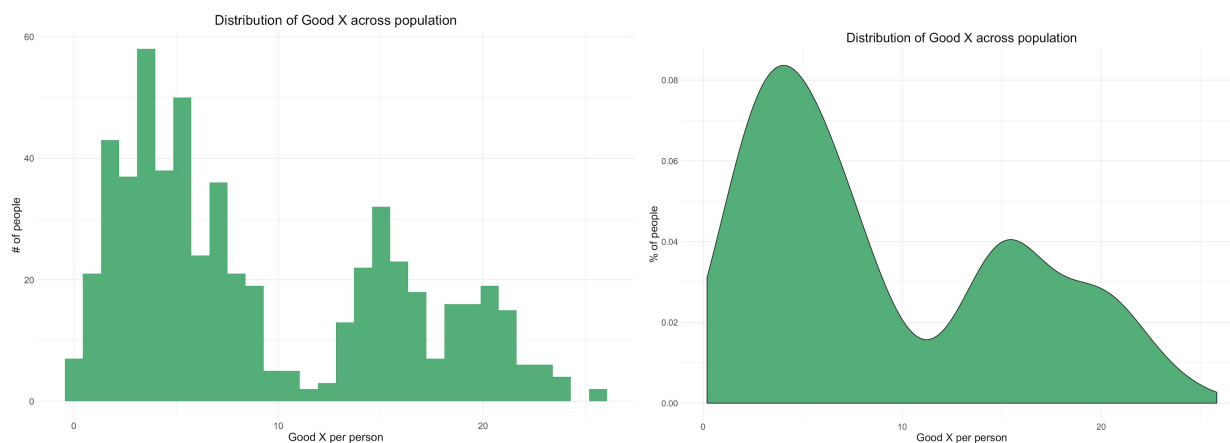 Distribution of Good X across population
60
40
20
0
# of people
0 10 20
Good X per person
Distribution of Good X across population
0.08
0.06
0.04
0.02
0.00
% of people
0 10 20
Good X per person